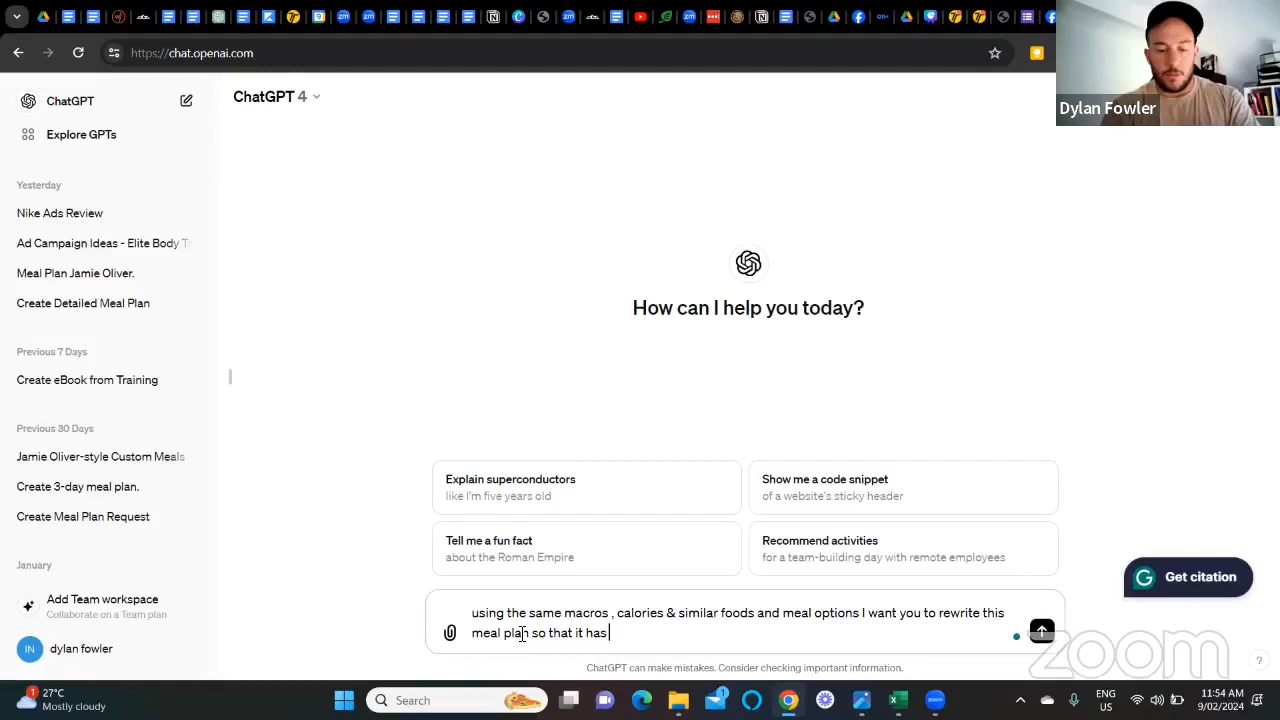 https://chat.openai.com
Dylan Fowler
ChatGPT
ChatGPT 4
Explore GPTs
Yesterday
Nike Ads Review
Ad Campaign Ideas - Elite Body T
Meal Plan Jamie Oliver.
Create Detailed Meal Plan
How can I help you today?
Previous 7 Days
Create eBook from Training
Previous 30 Days
Jamie Oliver-style Custom Meals
Create 3-day meal plan.
Create Meal Plan Request
January
Explain superconductors
like I'm five years old
Show me a code snippet
of a website's sticky header
Tell me a fun fact
about the Roman Empire
Recommend activities
for a team-building day with remote employees
Get citation
Add Team workspace
Collaborate on a Team plan
IN
dylan fowler
using the same macros , calories & similar foods and meal options I want you to rewrite this
meal plan so that it has
ChatGPT can make mistakes. Consider checking important information.
?
zoom
1
27°C
Mostly cloudy
Search
1
zoom
ENG
US
11:54 AM
9/02/2024